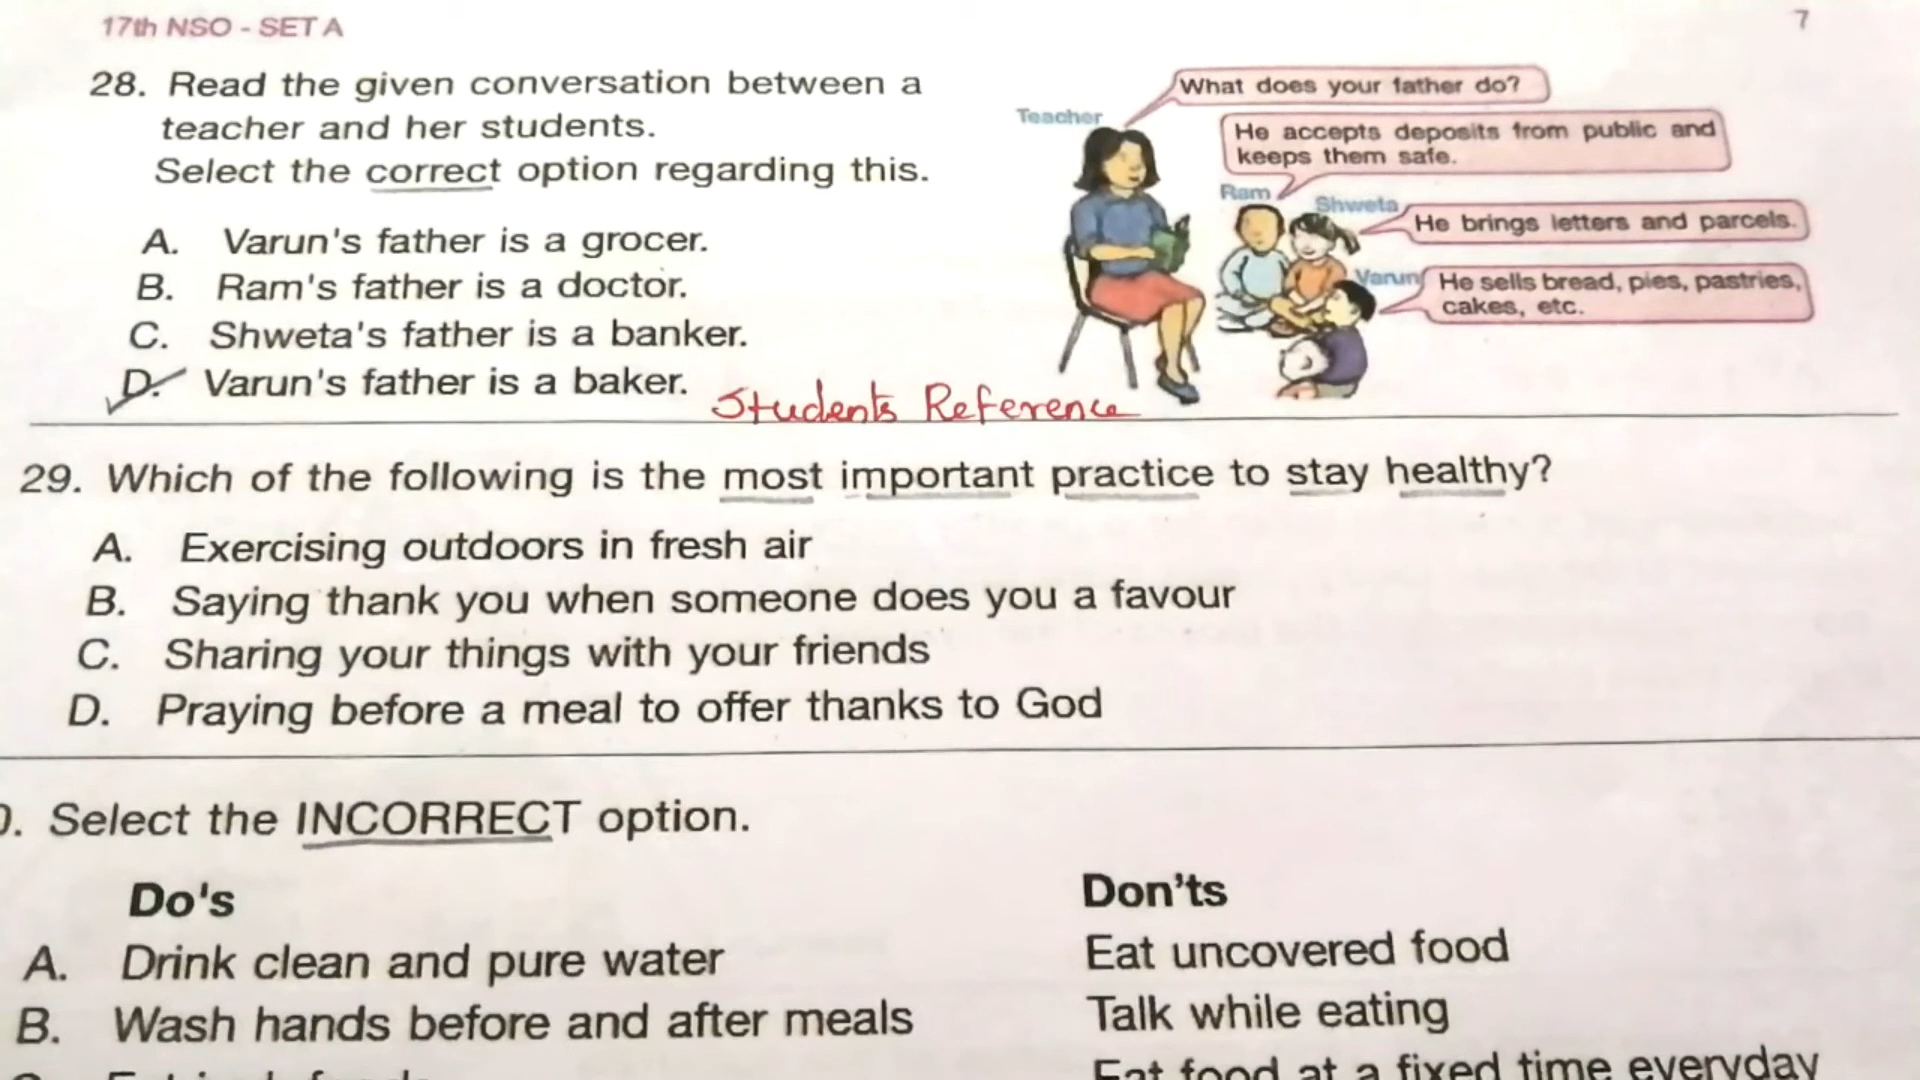 17th NSO - SET A
7
28. Read the given conversation between a
teacher and her students.
Select the correct option regarding this.
A. Varun's father is a grocer.
B. Ram's father is a doctor.
C. Shweta's father is a banker.
D. Varun's father is a baker.
What does your father do?
Teacher
He accepts deposits from public and
keeps them safe.
Ram
Shweta
He brings letters and parcels.
Varun
He sells bread, pies, pastries,
cakes, etc.
Students Reference
29. Which of the following is the most important practice to stay healthy?
A. Exercising outdoors in fresh air
B. Saying thank you when someone does you a favour
C. Sharing your things with your friends
D. Praying before a meal to offer thanks to God
. Select the INCORRECT option.
Do's Don'ts
A. Drink clean and pure water Eat uncovered food
B. Wash hands before and after meals Talk while eating
Eat food at a fixed time everyday